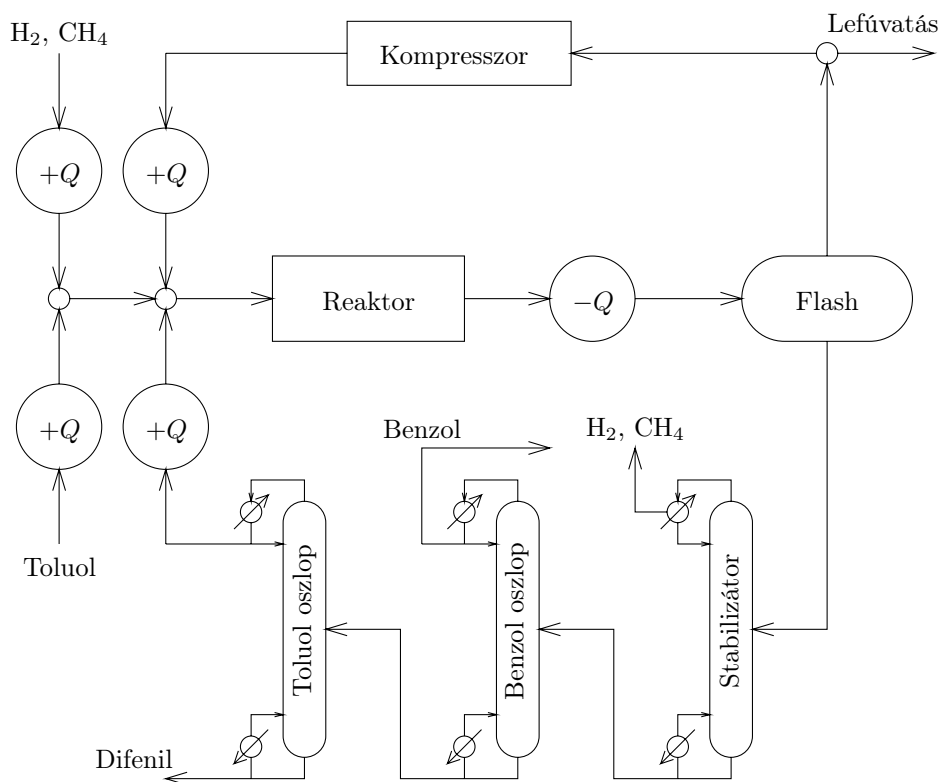 H₂, CH₄
Lefúvatás
Kompresszor
+Q
+Q
Reaktor
−Q
Flash
+Q
+Q
Benzol
H₂, CH₄
Toluol
Toluol oszlop
Benzol oszlop
Stabilizátor
Difenil